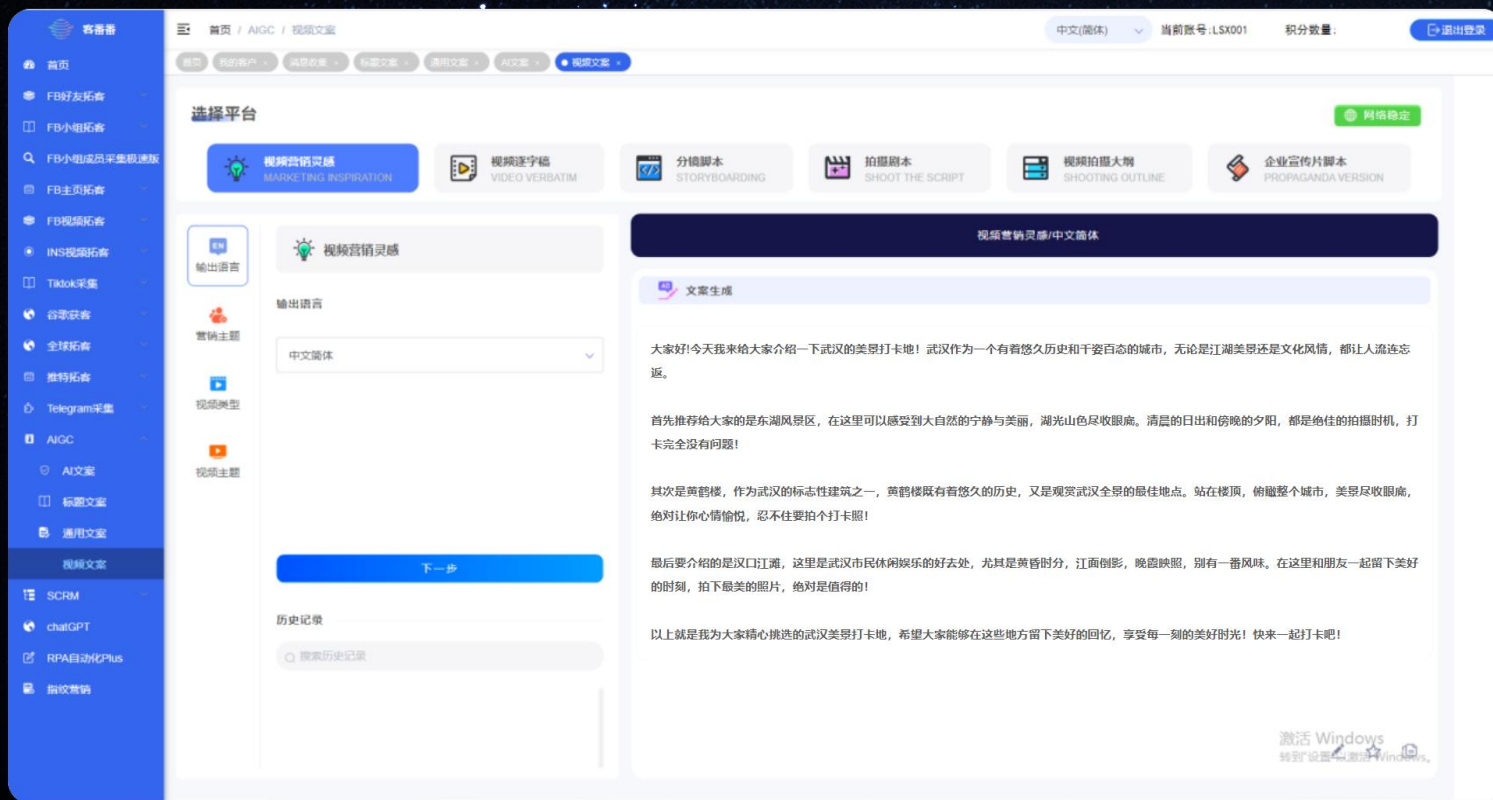 客番番
首页
FB好友拓客
FB小组拓客
FB小组成员采集极速版
FB主页拓客
FB视频拓客
INS视频拓客
Tiktok采集
谷歌获客
全球拓客
推特拓客
Telegram采集
AIGC
AI文案
标题文案
通用文案
视频文案
SCRM
chatGPT
RPA自动化Plus
指纹营销
首页 / AIGC / 视频文案
中文(简体) 当前账号:LSX001 积分数量: 退出登录
首页 我的客户 × 消息收集 × 标题文案 × 通用文案 × AI文案 × 视频文案 ×
选择平台
网络稳定
视频营销灵感
MARKETING INSPIRATION
视频逐字稿
VIDEO VERBATIM
分镜脚本
STORYBOARDING
拍摄剧本
SHOOT THE SCRIPT
视频拍摄大纲
SHOOTING OUTLINE
企业宣传片脚本
PROPAGANDA VERSION
EN
输出语言
营销主题
视频类型
视频主题
视频营销灵感
输出语言
中文简体
下一步
历史记录
搜索历史记录
视频营销灵感/中文简体
文案生成
大家好!今天我来给大家介绍一下武汉的美景打卡地！武汉作为一个有着悠久历史和千姿百态的城市，无论是江湖美景还是文化风情，都让人流连忘
返。
首先推荐给大家的是东湖风景区，在这里可以感受到大自然的宁静与美丽，湖光山色尽收眼底。清晨的日出和傍晚的夕阳，都是绝佳的拍摄时机，打
卡完全没有问题！
其次是黄鹤楼，作为武汉的标志性建筑之一，黄鹤楼既有着悠久的历史，又是观赏武汉全景的最佳地点。站在楼顶，俯瞰整个城市，美景尽收眼底，
绝对让你心情愉悦，忍不住要拍个打卡照！
最后要介绍的是汉口江滩，这里是武汉市民休闲娱乐的好去处，尤其是黄昏时分，江面倒影，晚霞映照，别有一番风味。在这里和朋友一起留下美好
的时刻，拍下最美的照片，绝对是值得的！
以上就是我为大家精心挑选的武汉美景打卡地，希望大家能够在这些地方留下美好的回忆，享受每一刻的美好时光！快来一起打卡吧！
激活 Windows
转到"设置"以激活 Windows。